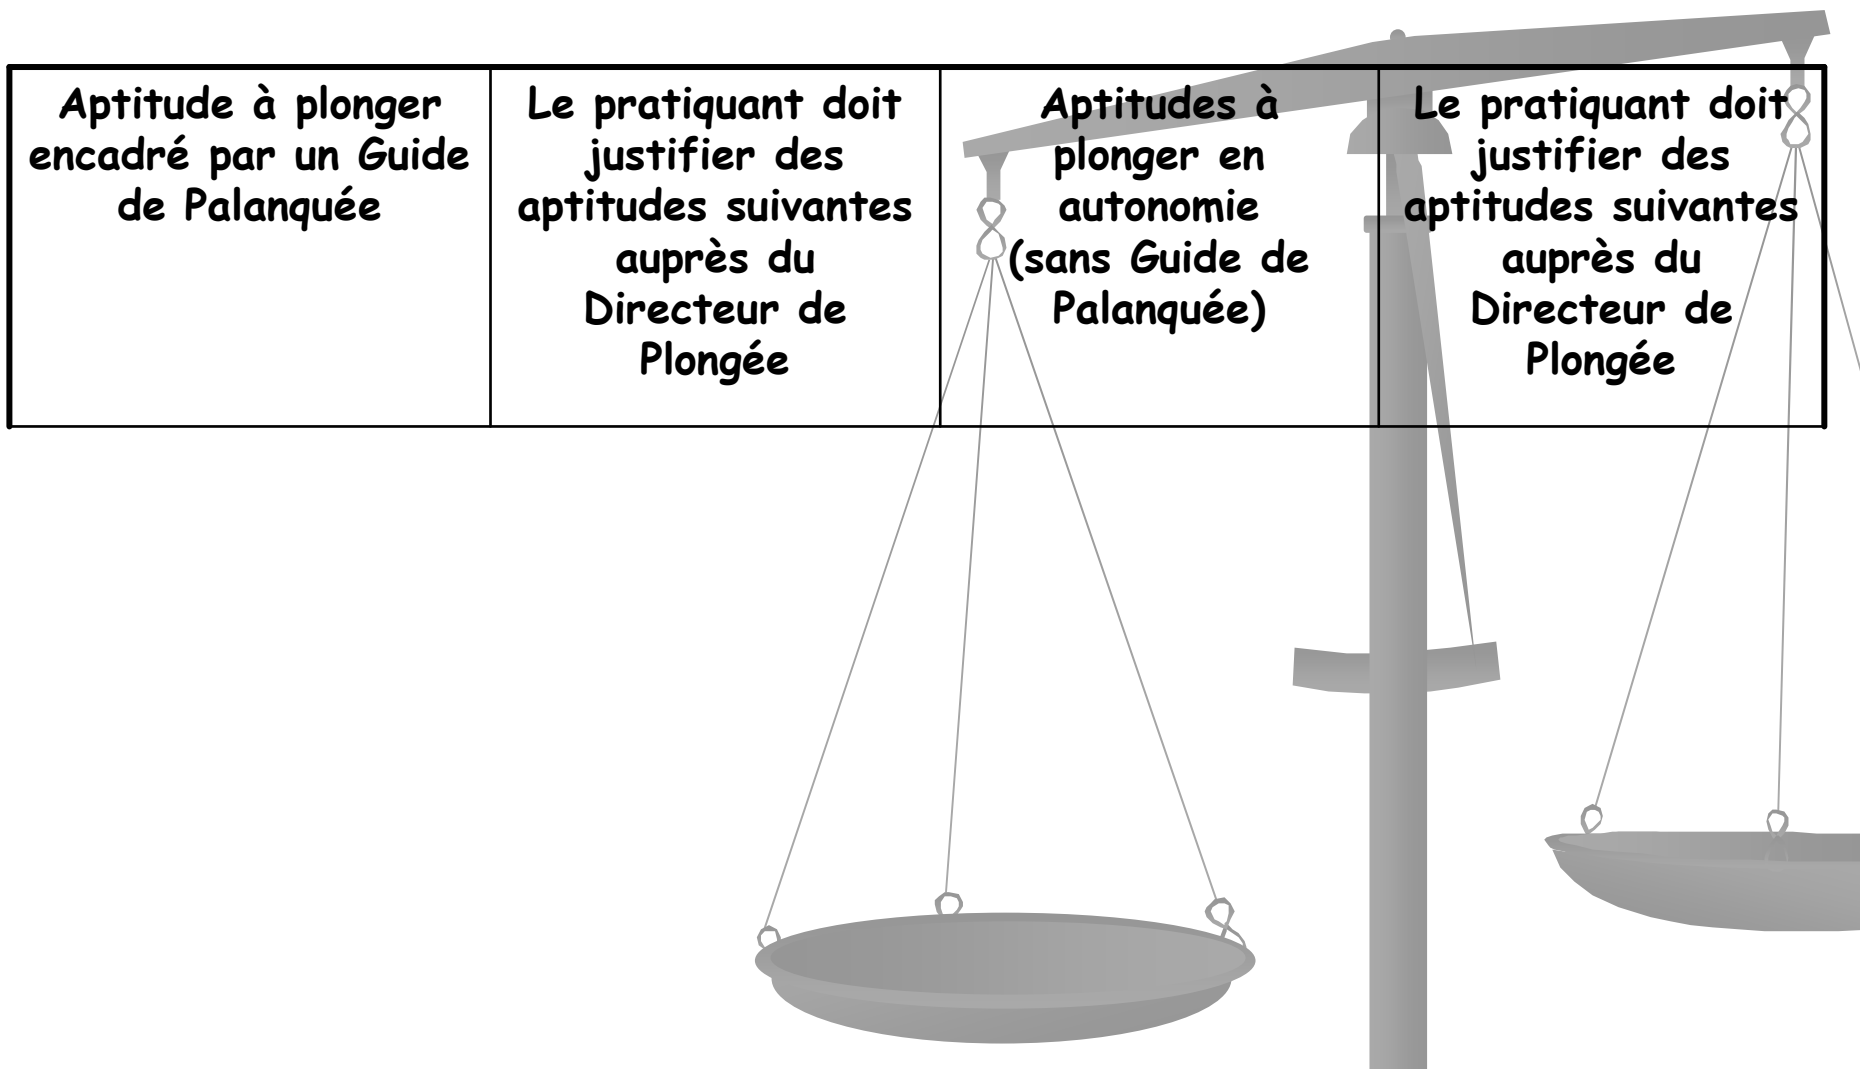 Aptitude à plonger
encadré par un Guide
de Palanquée
Le pratiquant doit
justifier des
aptitudes suivantes
auprès du
Directeur de
Plongée
Aptitudes à
plonger en
autonomie
(sans Guide de
Palanquée)
Le pratiquant doit
justifier des
aptitudes suivantes
auprès du
Directeur de
Plongée